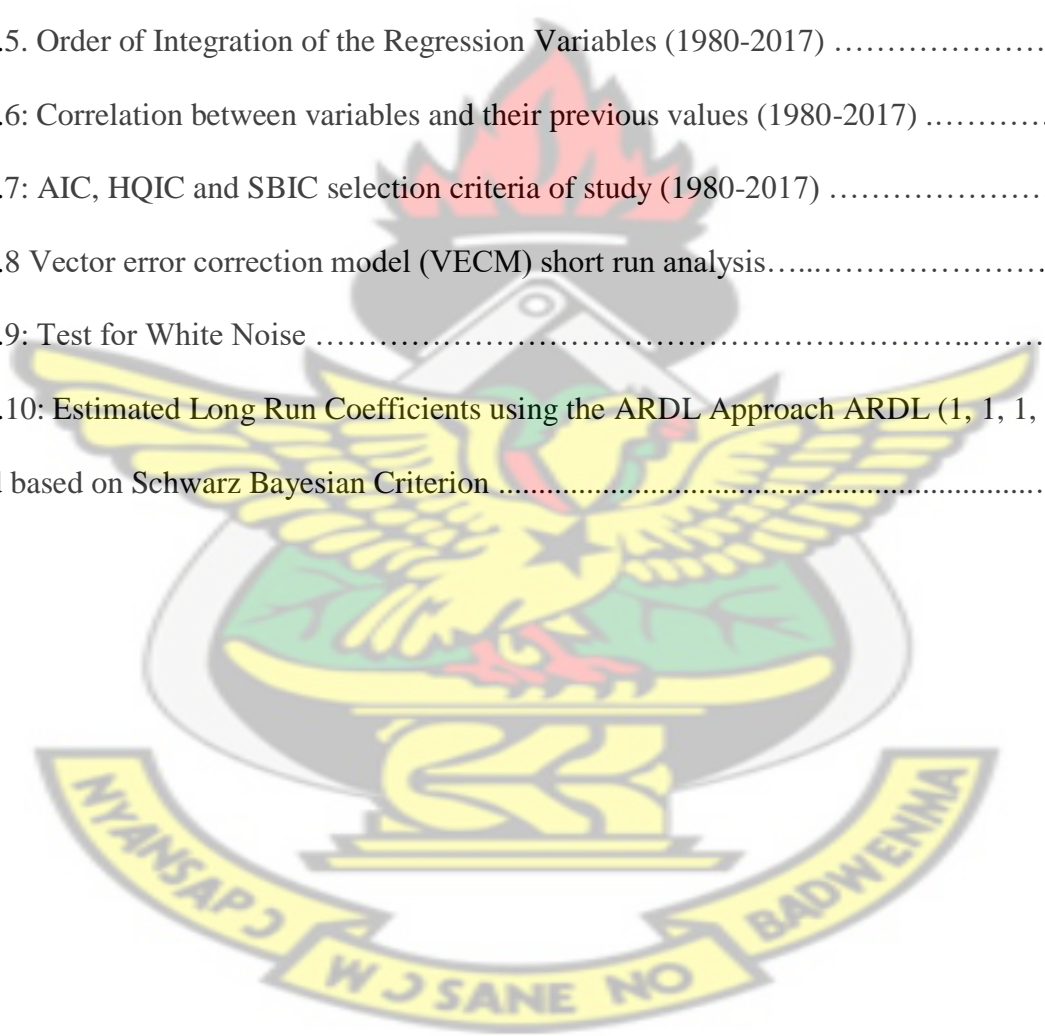 .5. Order of Integration of the Regression Variables (1980-2017) …………………
.6: Correlation between variables and their previous values (1980-2017) .…………
.7: AIC, HQIC and SBIC selection criteria of study (1980-2017) …………………
.8 Vector error correction model (VECM) short run analysis…..…………………
.9: Test for White Noise …………………………………………………………..……
.10: Estimated Long Run Coefficients using the ARDL Approach ARDL (1, 1, 1,
based on Schwarz Bayesian Criterion .....................................................................
NYANSAPƆ
WƆSANE NO
BADWENMA